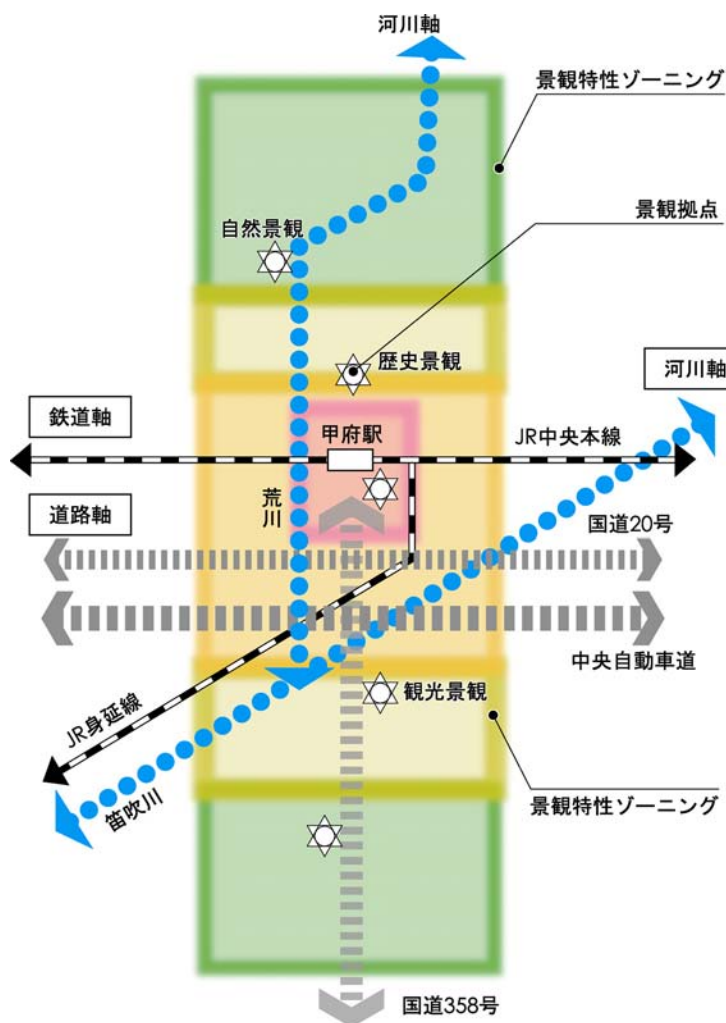 河川軸
景観特性ゾーニング
景観拠点
自然景観
歴史景観
河川軸
鉄道軸
甲府駅
JR中央本線
荒川
道路軸
国道20号
中央自動車道
観光景観
JR身延線
笛吹川
景観特性ゾーニング
国道358号